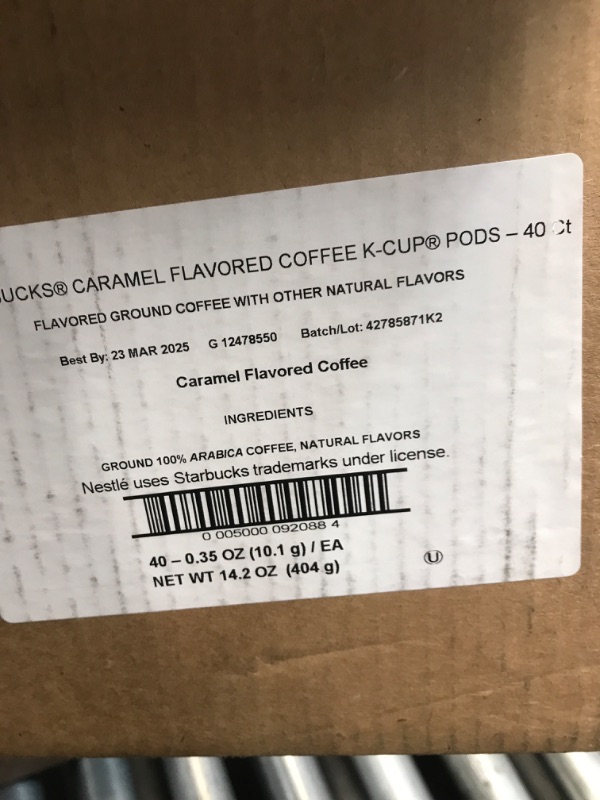 UCKS® CARAMEL FLAVORED COFFEE K-CUP® PODS – 40 Ct
FLAVORED GROUND COFFEE WITH OTHER NATURAL FLAVORS
Best By: 23 MAR 2025 G 12478550 Batch/Lot: 42785871K2
Caramel Flavored Coffee
INGREDIENTS
GROUND 100% ARABICA COFFEE, NATURAL FLAVORS
Nestlé uses Starbucks trademarks under license.
0 005000 092088 4
40 – 0.35 OZ (10.1 g) / EA
NET WT 14.2 OZ (404 g)
U